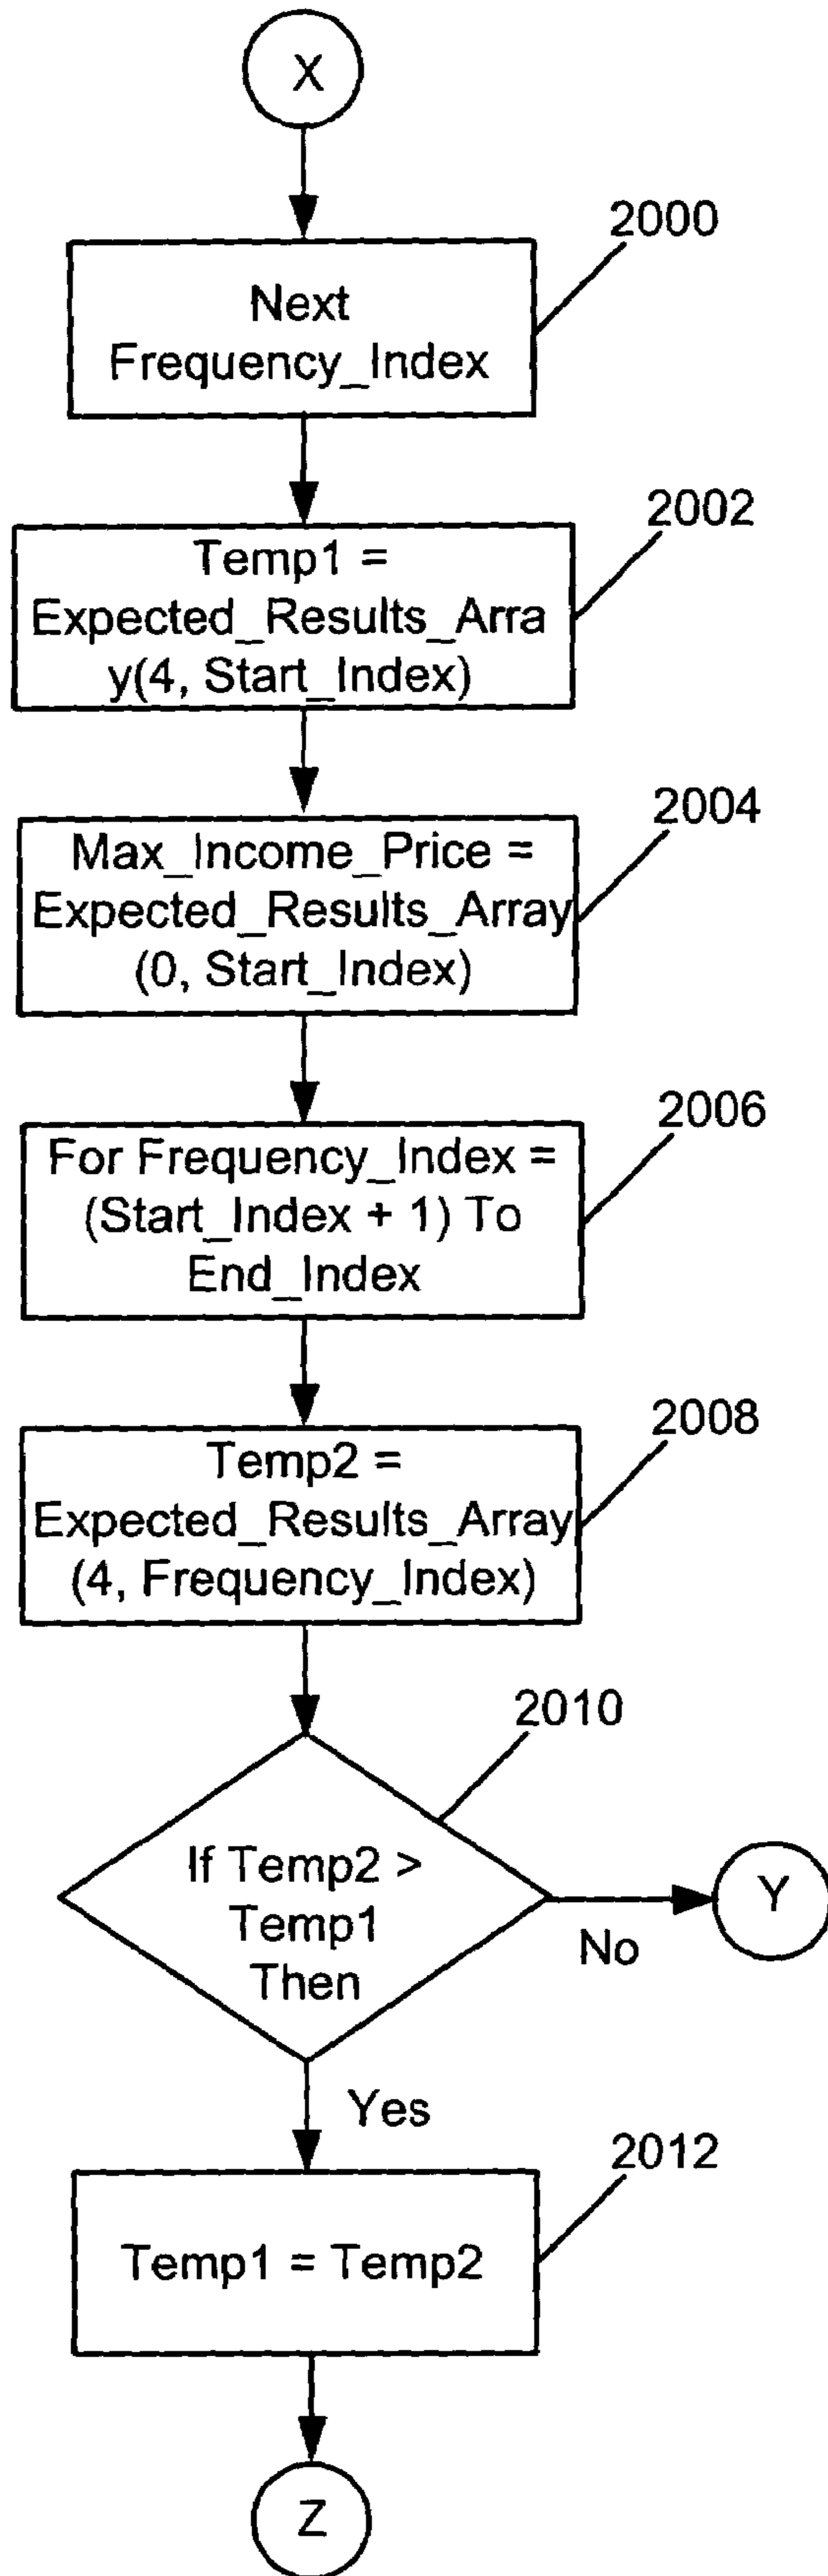 X
2000
Next
Frequency_Index
2002
Temp1 =
Expected_Results_Arra
y(4, Start_Index)
2004
Max_Income_Price =
Expected_Results_Array
(0, Start_Index)
2006
For Frequency_Index =
(Start_Index + 1) To
End_Index
2008
Temp2 =
Expected_Results_Array
(4, Frequency_Index)
2010
If Temp2 >
Temp1
Then
Y
No
Yes
2012
Temp1 = Temp2
Z